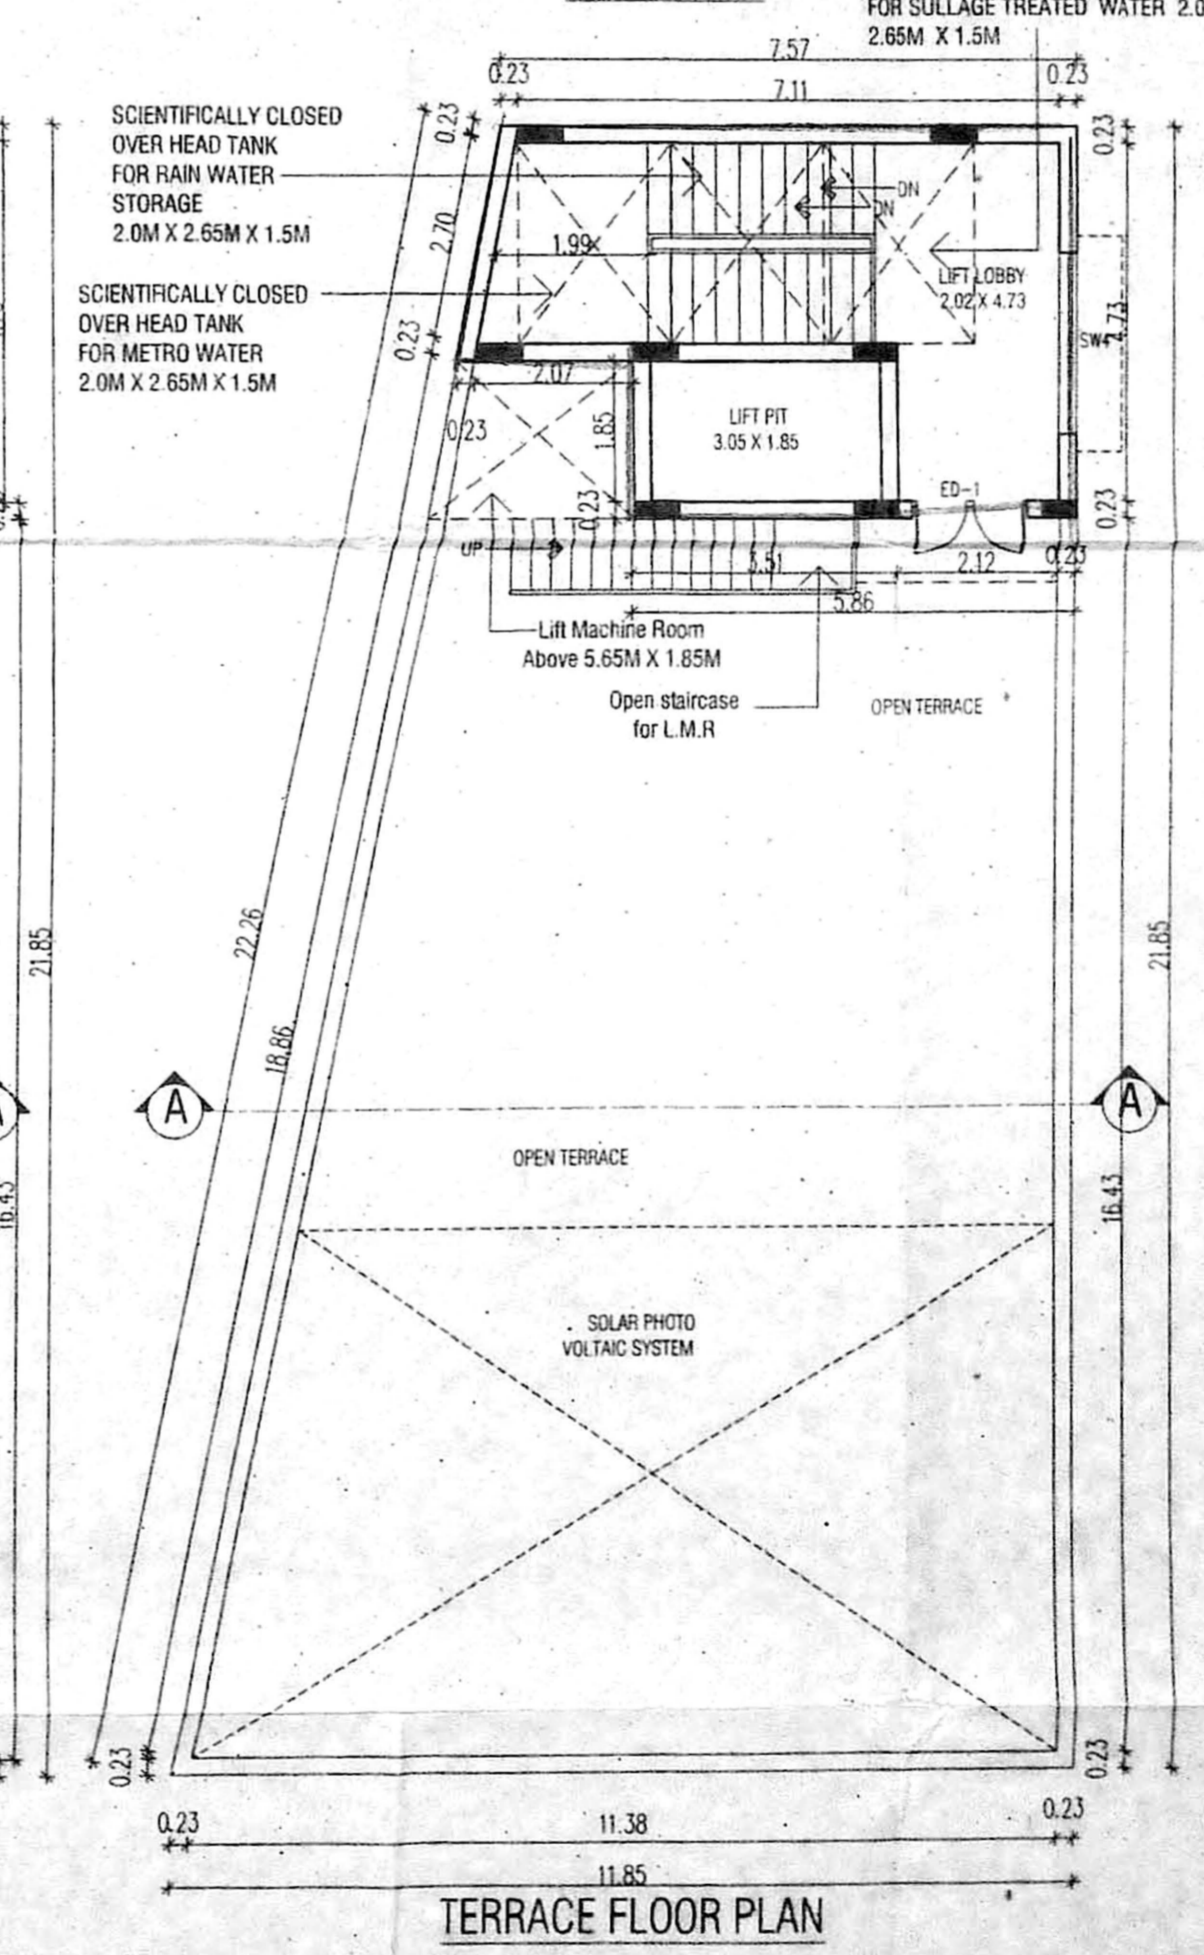 FOR SULLAGE TREATED WATER 2.0
2.65M X 1.5M
7.57
0.23
0.23
7.11
SCIENTIFICALLY CLOSED
OVER HEAD TANK
FOR RAIN WATER
STORAGE
2.0M X 2.65M X 1.5M
0.23
0.23
DN
DN
2.70
1.99
LIFT LOBBY
2.02 X 4.73
SCIENTIFICALLY CLOSED
OVER HEAD TANK
FOR METRO WATER
2.0M X 2.65M X 1.5M
0.23
4.73
2.07
LIFT PIT
3.05 X 1.85
0.23
1.85
ED-1
0.23
0.23
UP
3.51
2.12
0.23
5.86
Lift Machine Room
Above 5.65M X 1.85M
Open staircase
for L.M.R
OPEN TERRACE
22.26
21.85
21.85
18.86
A
A
OPEN TERRACE
16.43
16.43
SOLAR PHOTO
VOLTAIC SYSTEM
0.23
0.23
0.23
11.38
0.23
11.85
TERRACE FLOOR PLAN